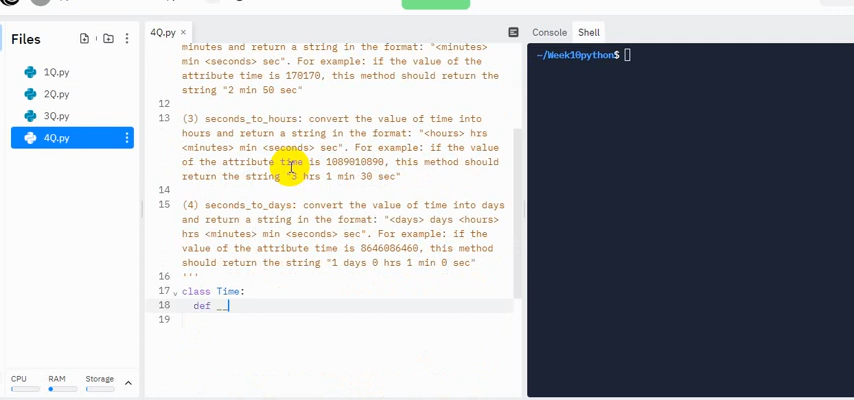 Files
4Q.py ×
Console
Shell
1Q.py
2Q.py
3Q.py
4Q.py
minutes and return a string in the format: "<minutes>
min <seconds> sec". For example: if the value of the
attribute time is 170170, this method should return the
string "2 min 50 sec"
12
13 (3) seconds_to_hours: convert the value of time into
hours and return a string in the format: "<hours> hrs
<minutes> min <seconds> sec". For example: if the value
of the attribute time is 1089010890, this method should
return the string "3 hrs 1 min 30 sec"
14
15 (4) seconds_to_days: convert the value of time into days
and return a string in the format: "<days> days <hours>
hrs <minutes> min <seconds> sec". For example: if the
value of the attribute time is 8646086460, this method
should return the string "1 days 0 hrs 1 min 0 sec"
16 '''
17 class Time:
18 def __
19
~/Week10python$
CPU
RAM
Storage